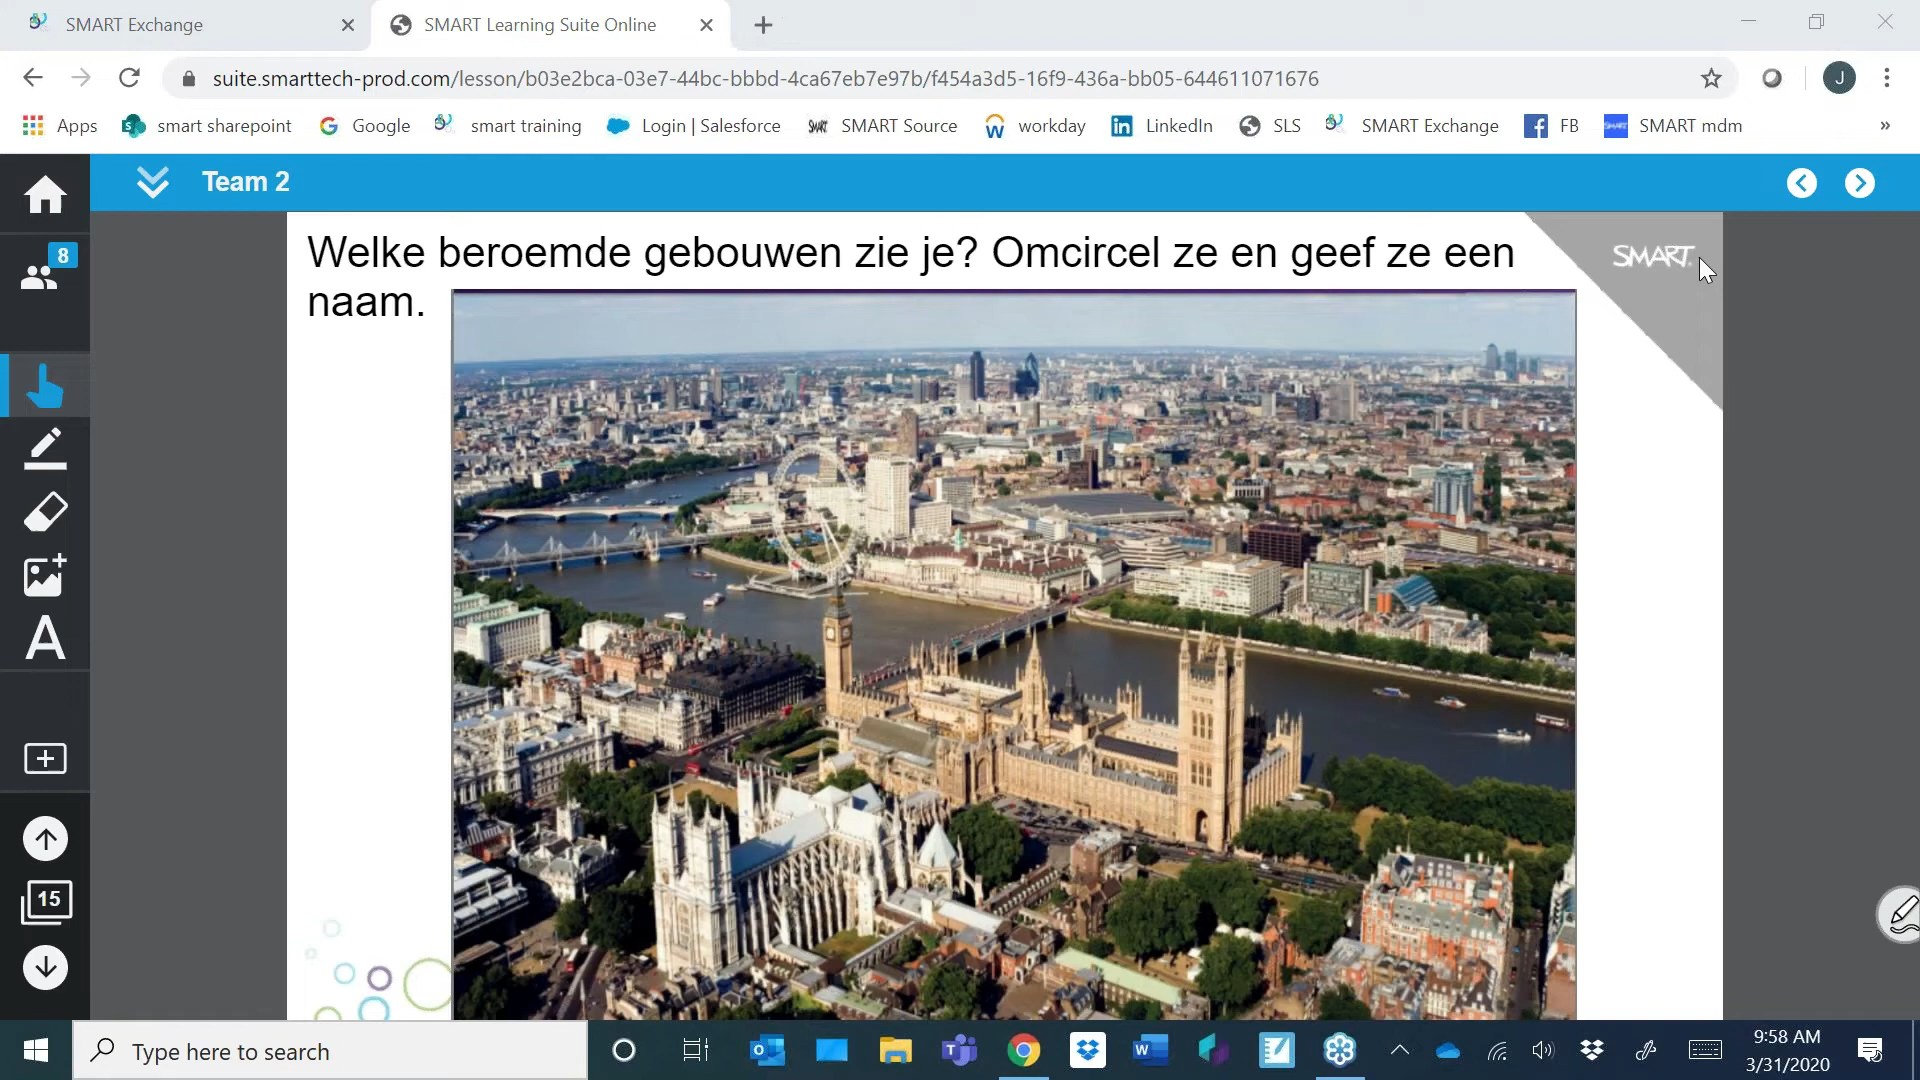 SMART Exchange
SMART Learning Suite Online
suite.smarttech-prod.com/lesson/b03e2bca-03e7-44bc-bbbd-4ca67eb7e97b/f454a3d5-16f9-436a-bb05-644611071676
J
Apps smart sharepoint Google smart training Login | Salesforce SMART Source workday LinkedIn SLS SMART Exchange FB SMART mdm
Team 2
8
Welke beroemde gebouwen zie je? Omcircel ze en geef ze een
naam.
SMART
A
15
Type here to search
9:58 AM
3/31/2020